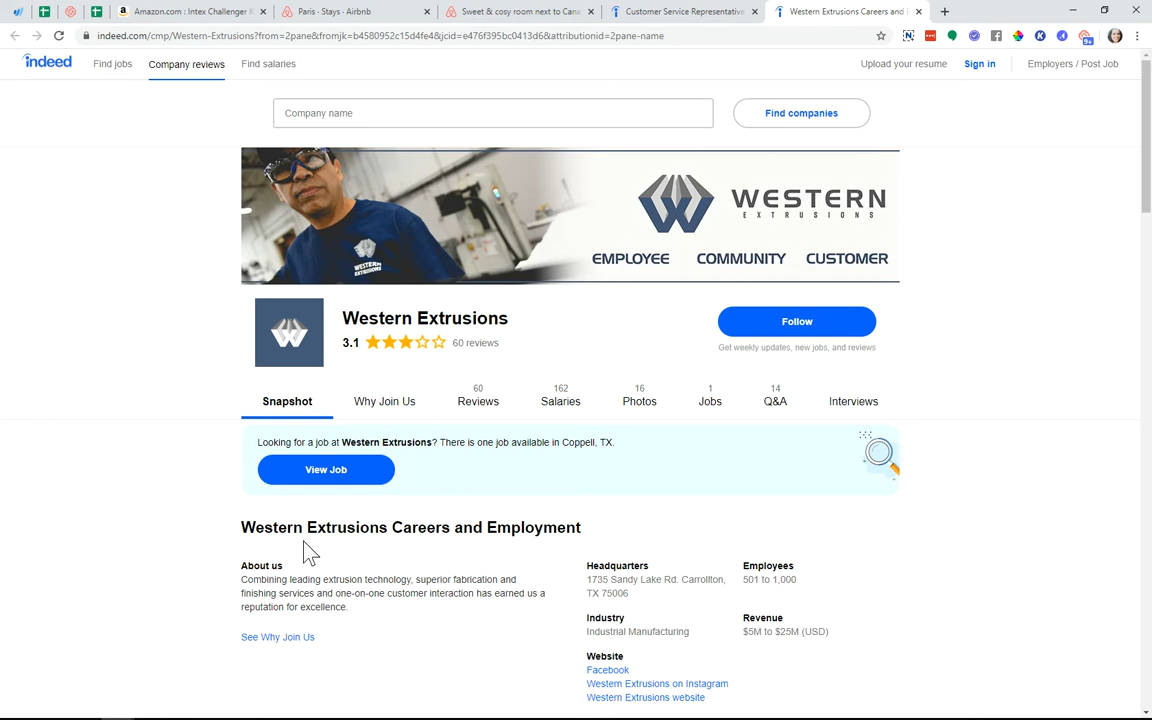 Amazon.com : Intex Challenger K
Paris · Stays · Airbnb
Sweet & cosy room next to Cana
Customer Service Representative
Western Extrusions Careers and E
indeed.com/cmp/Western-Extrusions?from=2pane&fromjk=b4580952c15d4fe4&jcid=e476f395bc0413d6&attributionid=2pane-name
9+
indeed
Find jobs
Company reviews
Find salaries
Upload your resume
Sign in
Employers / Post Job
Company name
Find companies
WESTERN
EXTRUSIONS
WESTERN
EXTRUSIONS
EMPLOYEE COMMUNITY CUSTOMER
Western Extrusions
3.1 60 reviews
Follow
Get weekly updates, new jobs, and reviews
Snapshot
Why Join Us
60
Reviews
162
Salaries
16
Photos
1
Jobs
14
Q&A
Interviews
Looking for a job at Western Extrusions? There is one job available in Coppell, TX.
View Job
Western Extrusions Careers and Employment
About us
Combining leading extrusion technology, superior fabrication and
finishing services and one-on-one customer interaction has earned us a
reputation for excellence.
See Why Join Us
Headquarters
1735 Sandy Lake Rd. Carrollton,
TX 75006
Employees
501 to 1,000
Industry
Industrial Manufacturing
Revenue
$5M to $25M (USD)
Website
Facebook
Western Extrusions on Instagram
Western Extrusions website